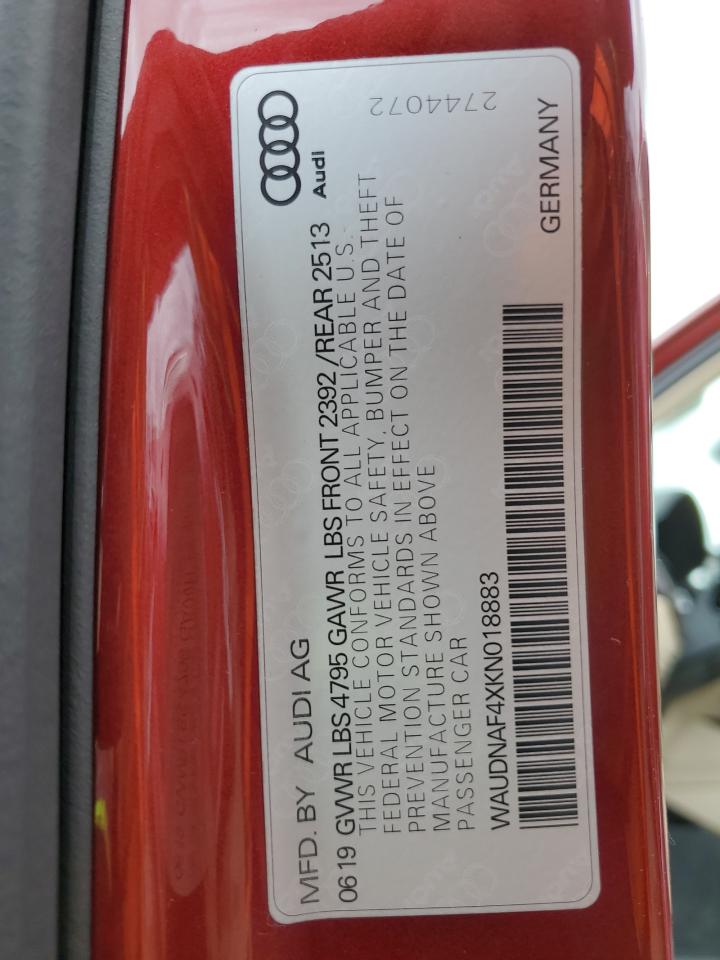 MFD. BY AUDI AG
Audi
0619 GVWR LBS 4795 GAWR LBS FRONT 2392 /REAR 2513
THIS VEHICLE CONFORMS TO ALL APPLICABLE U.S.
FEDERAL MOTOR VEHICLE SAFETY, BUMPER AND THEFT
PREVENTION STANDARDS IN EFFECT ON THE DATE OF
MANUFACTURE SHOWN ABOVE
PASSENGER CAR
2744072
WAUDNAF4XKN018883
GERMANY